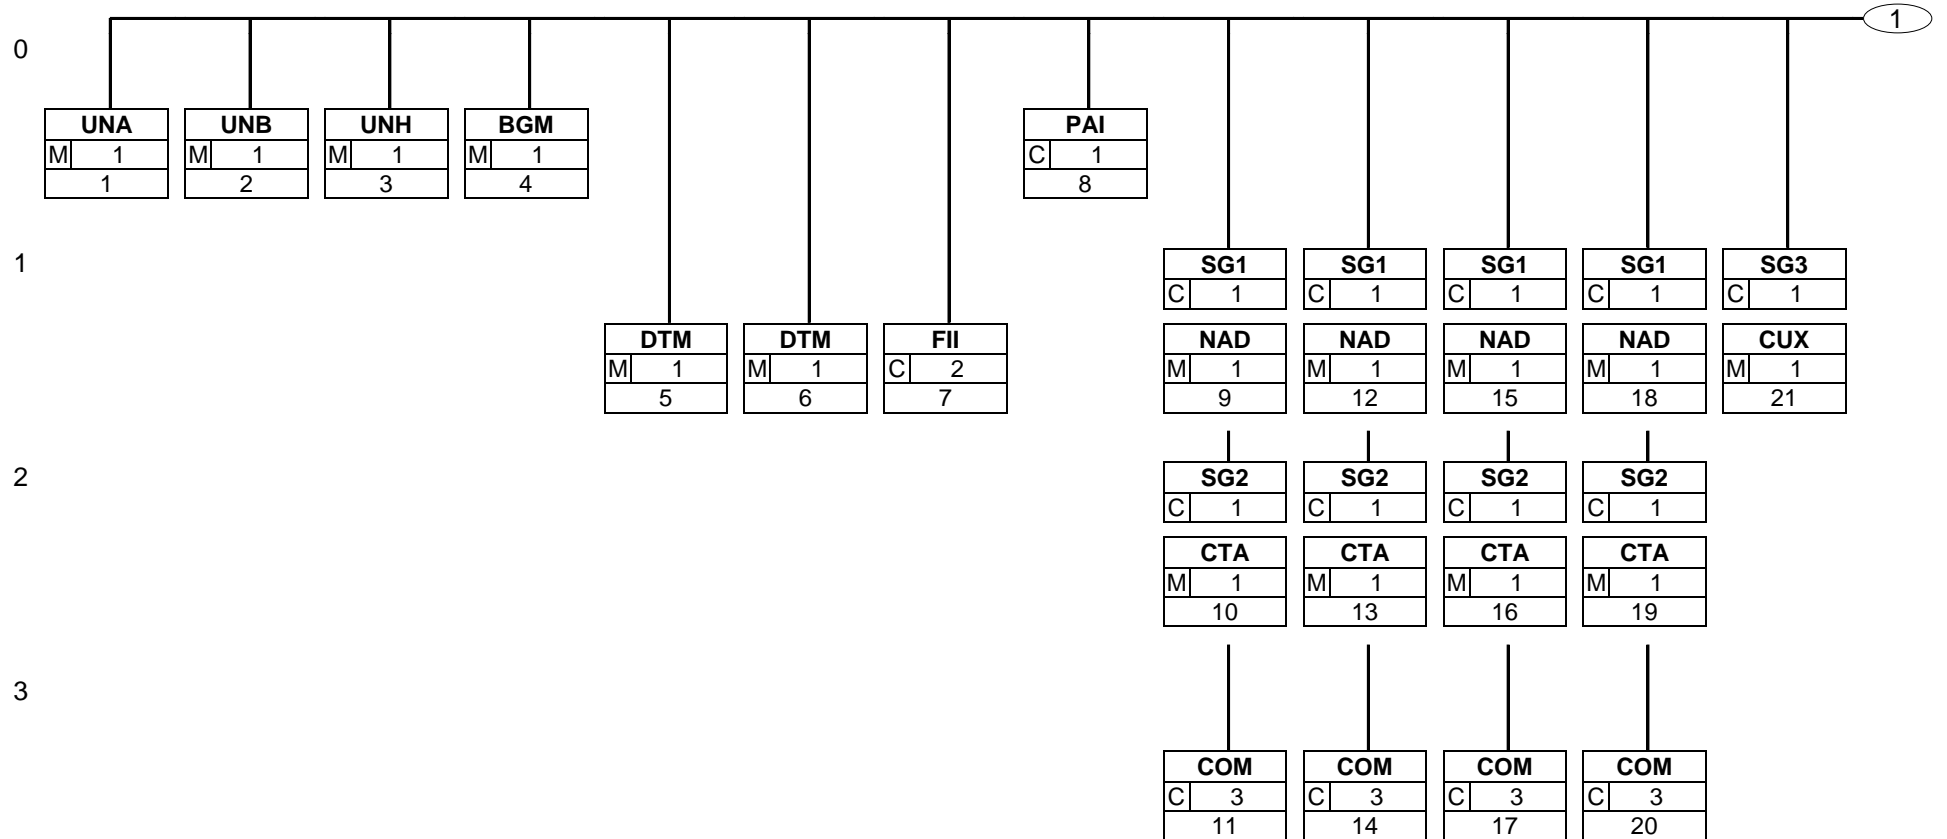 1
0
UNA UNB UNH BGM PAI
M 1 M 1 M 1 M 1 C 1
1 2 3 4 8
1 SG1 SG1 SG1 SG1 SG3
C 1 C 1 C 1 C 1 C 1
DTM DTM FII NAD NAD NAD NAD CUX
M 1 M 1 C 2 M 1 M 1 M 1 M 1 M 1
5 6 7 9 12 15 18 21
2 SG2 SG2 SG2 SG2
C 1 C 1 C 1 C 1
CTA CTA CTA CTA
M 1 M 1 M 1 M 1
10 13 16 19
3
COM COM COM COM
C 3 C 3 C 3 C 3
11 14 17 20